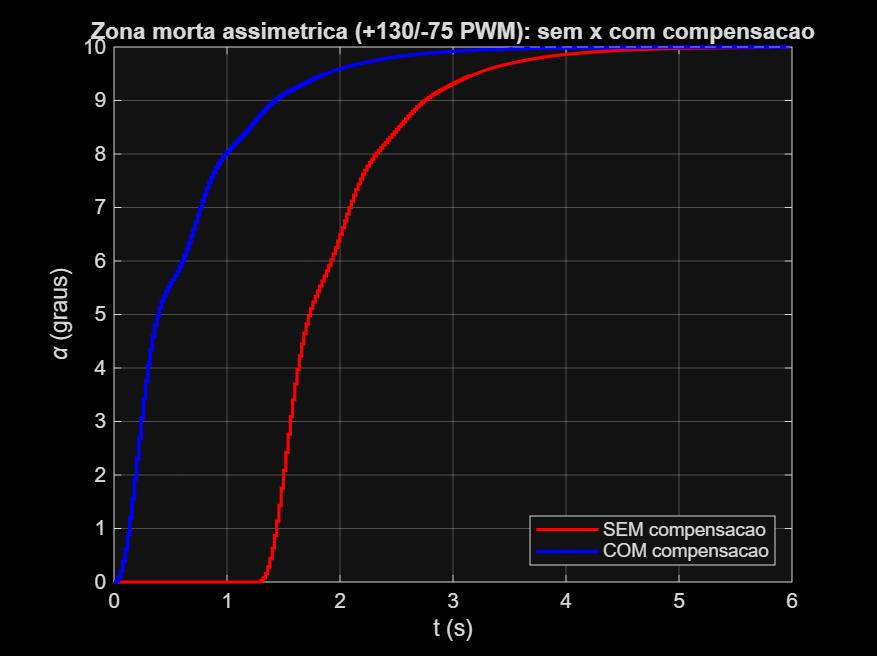 Zona morta assimetrica (+130/-75 PWM): sem x com compensacao
10
9
8
7
6
5
4
3
2
1
0
α (graus)
SEM compensacao
COM compensacao
0 1 2 3 4 5 6
t (s)